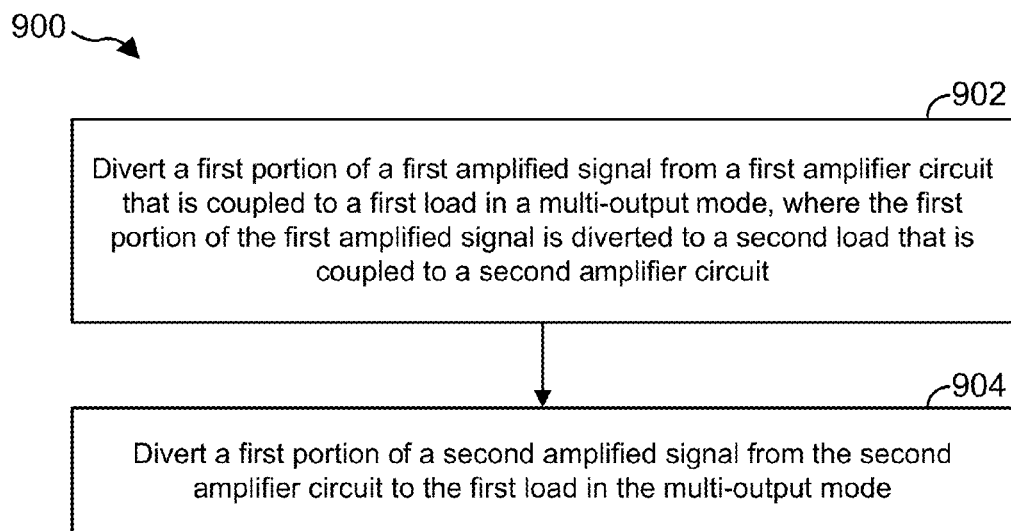 900
902
Divert a first portion of a first amplified signal from a first amplifier circuit
that is coupled to a first load in a multi-output mode, where the first
portion of the first amplified signal is diverted to a second load that is
coupled to a second amplifier circuit
904
Divert a first portion of a second amplified signal from the second
amplifier circuit to the first load in the multi-output mode